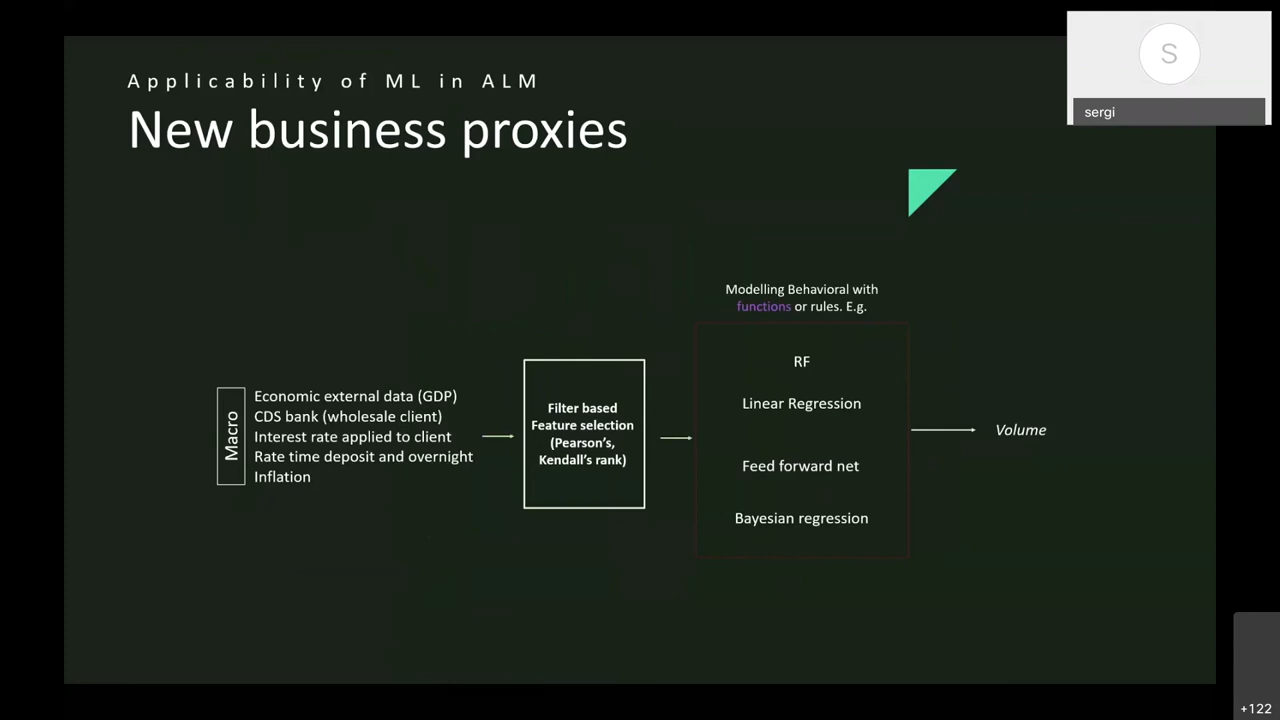 Applicability of ML in ALM
New business proxies
S
sergi
Modelling Behavioral with
functions or rules. E.g.
Macro
Economic external data (GDP)
CDS bank (wholesale client)
Interest rate applied to client
Rate time deposit and overnight
Inflation
Filter based
Feature selection
(Pearson's,
Kendall's rank)
RF
Linear Regression
Feed forward net
Bayesian regression
Volume
+122